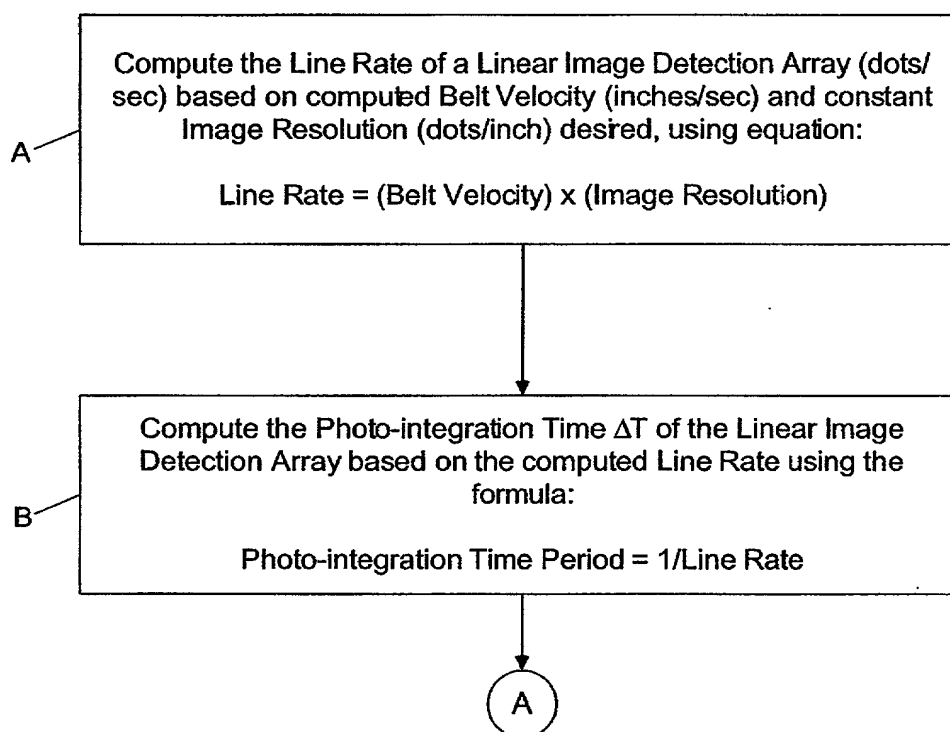 Compute the Line Rate of a Linear Image Detection Array (dots/
sec) based on computed Belt Velocity (inches/sec) and constant
Image Resolution (dots/inch) desired, using equation:
A
Line Rate = (Belt Velocity) x (Image Resolution)
Compute the Photo-integration Time ΔT of the Linear Image
Detection Array based on the computed Line Rate using the
formula:
B
Photo-integration Time Period = 1/Line Rate
A